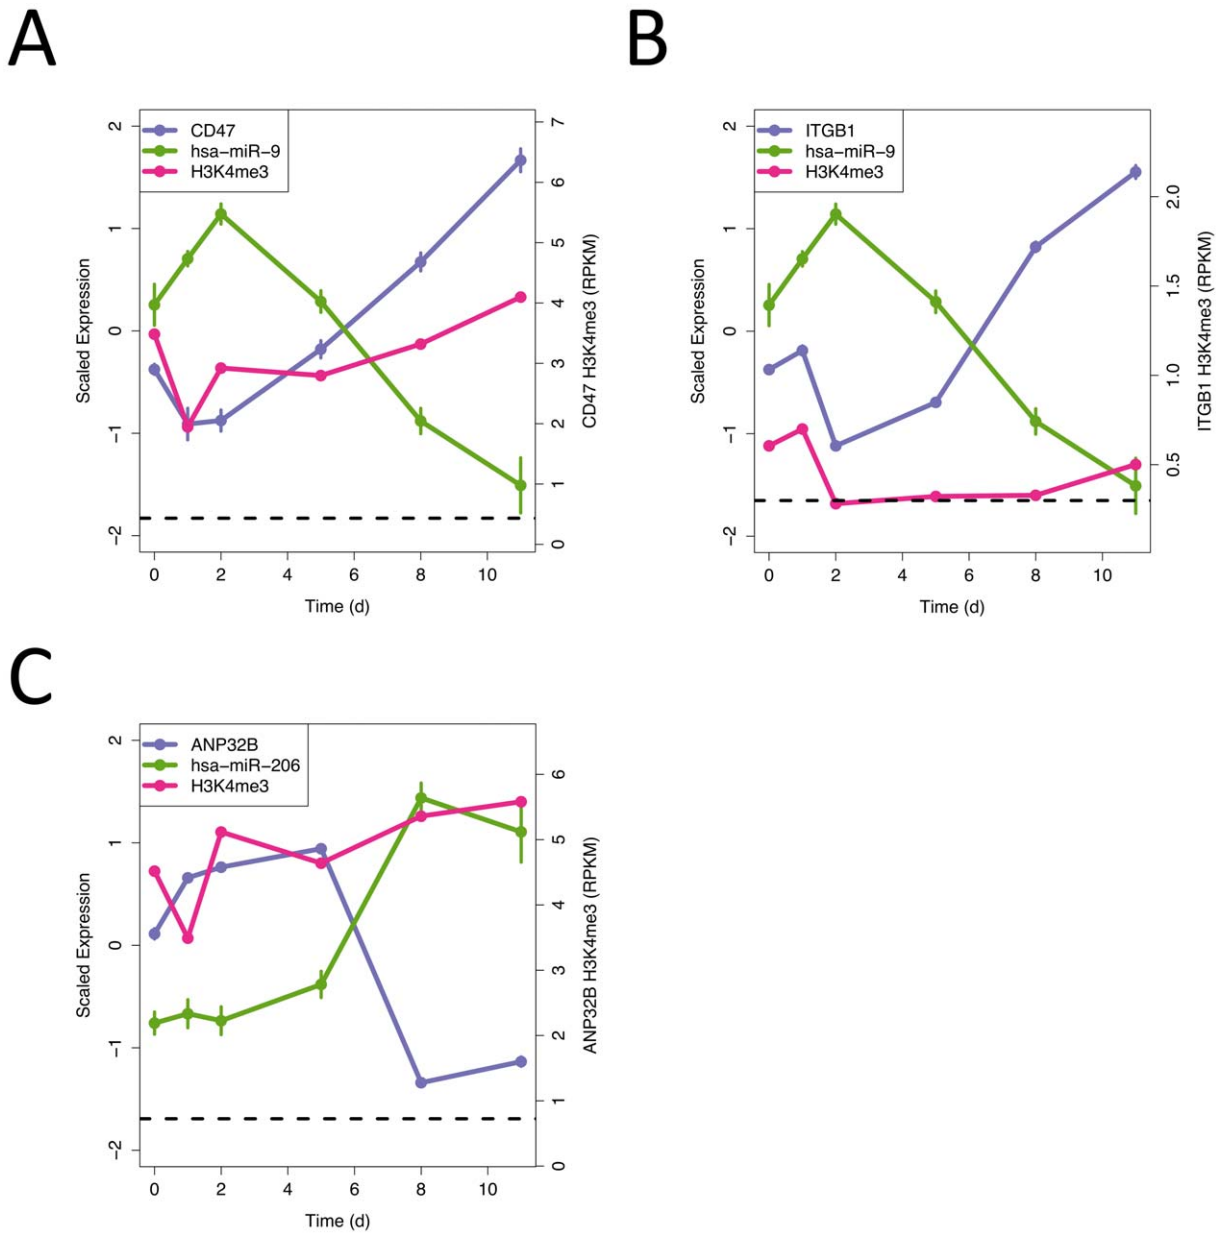 A
CD47
hsa-miR-9
H3K4me3
2
1
0
-1
-2
Scaled Expression
7
6
5
4
3
2
1
0
CD47 H3K4me3 (RPKM)
0 2 4 6 8 10
Time (d)
B
ITGB1
hsa-miR-9
H3K4me3
2
1
0
-1
-2
Scaled Expression
2.0
1.5
1.0
0.5
ITGB1 H3K4me3 (RPKM)
0 2 4 6 8 10
Time (d)
C
ANP32B
hsa-miR-206
H3K4me3
2
1
0
-1
-2
Scaled Expression
6
5
4
3
2
1
0
ANP32B H3K4me3 (RPKM)
0 2 4 6 8 10
Time (d)